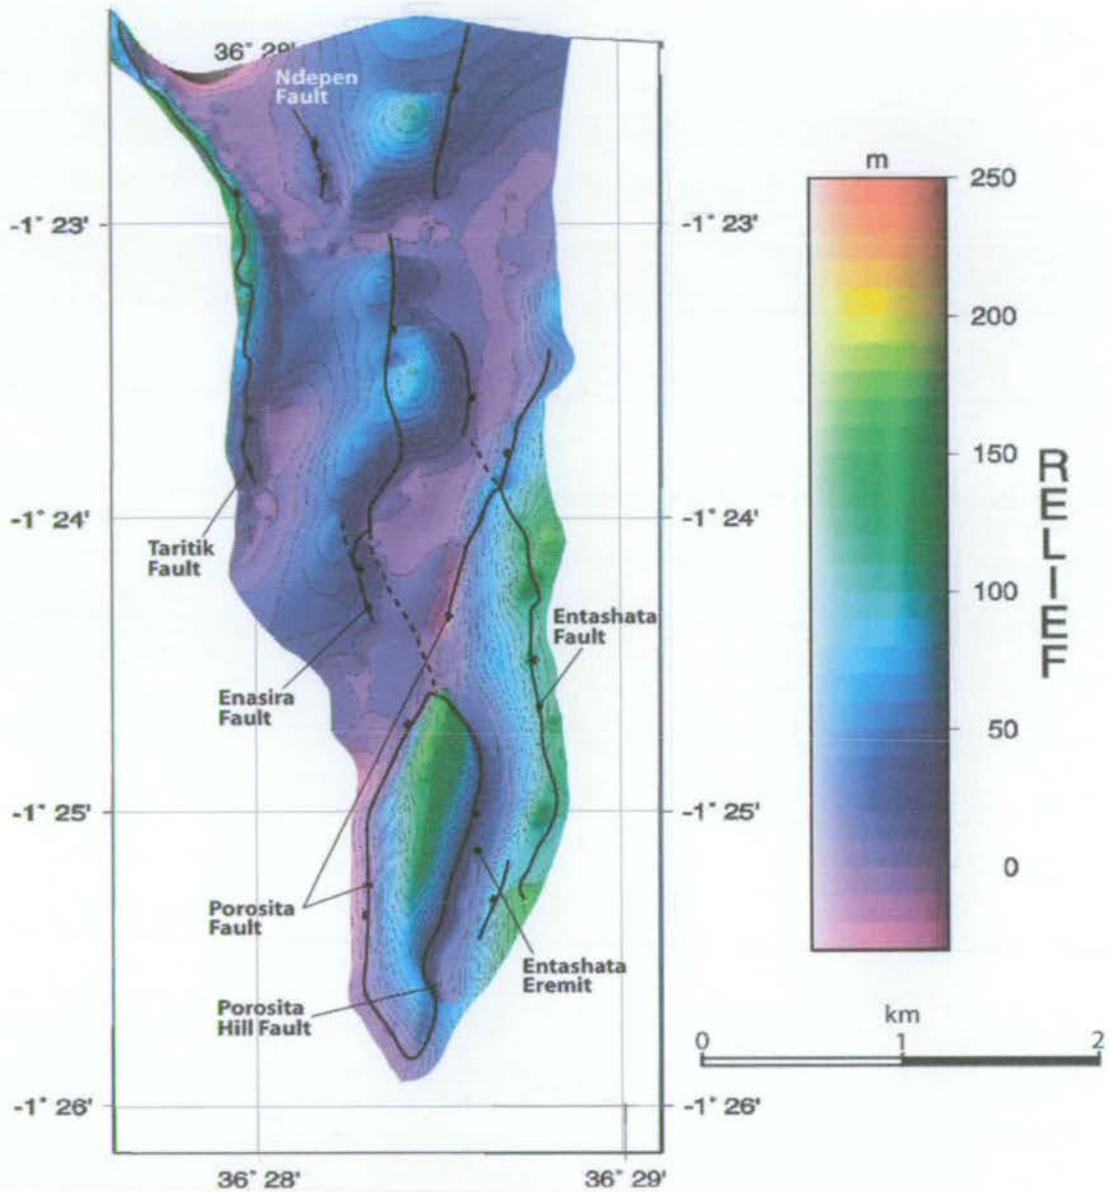 36° 28'
Ndepen
Fault
m
250
-1° 23'
-1° 23'
200
150
RELIEF
-1° 24'
-1° 24'
Taritik
Fault
100
Entashata
Fault
Enasira
Fault
50
-1° 25'
-1° 25'
0
Porosita
Fault
Entashata
Eremit
Porosita
Hill Fault
km
0 1 2
-1° 26'
-1° 26'
36° 28'
36° 29'